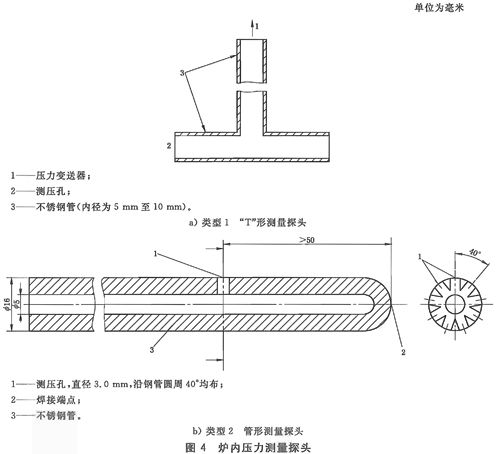 单位为毫米
1
3
2
1——压力变送器;
2——测压孔;
3——不锈钢管(内径为 5 mm 至 10 mm)。
a) 类型 1 “T”形测量探头
>50
40°
1
1
φ16
φ5
3
2
1——测压孔,直径 3.0 mm,沿钢管圆周 40°均布;
2——焊接端点;
3——不锈钢管。
b) 类型 2 管形测量探头
图 4 炉内压力测量探头